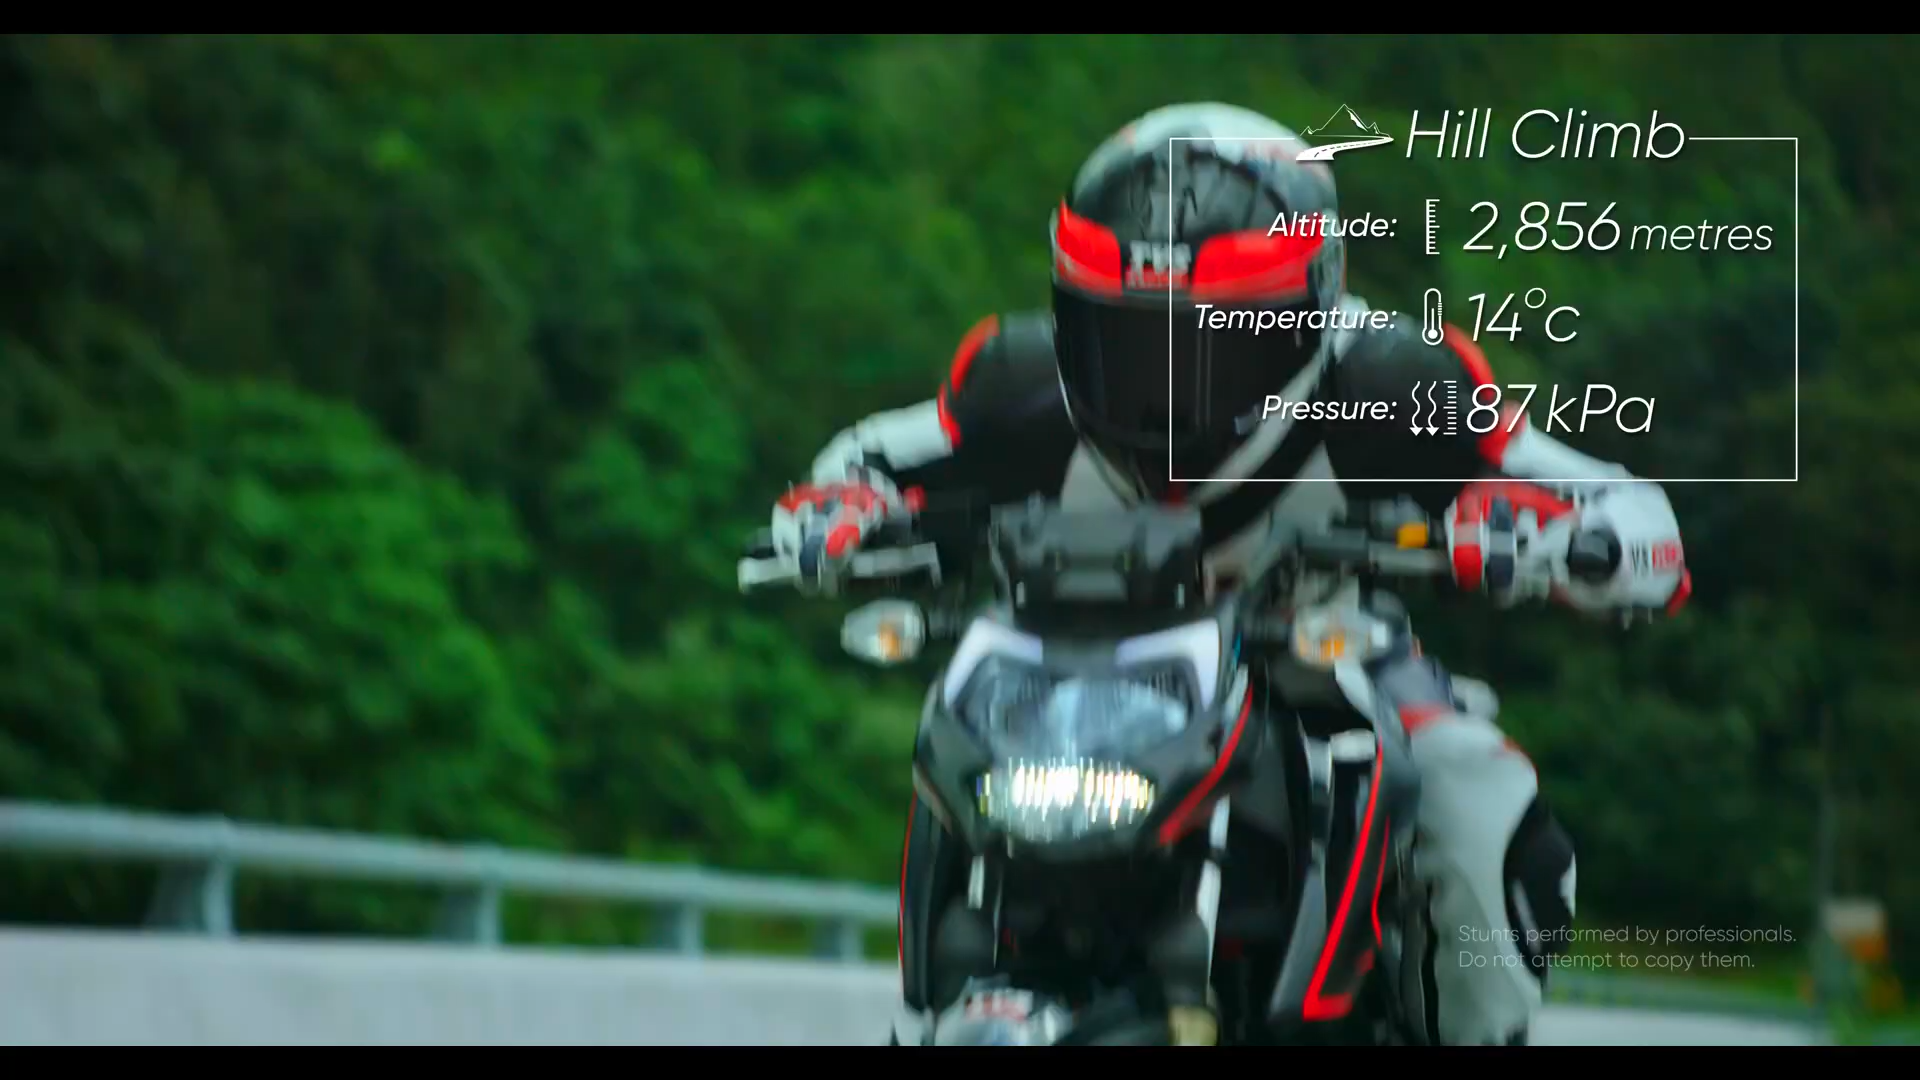 Hill Climb
Altitude: 2,856 metres
Temperature: 14°C
Pressure: 87 kPa
TVS
Stunts performed by professionals.
Do not attempt to copy them.